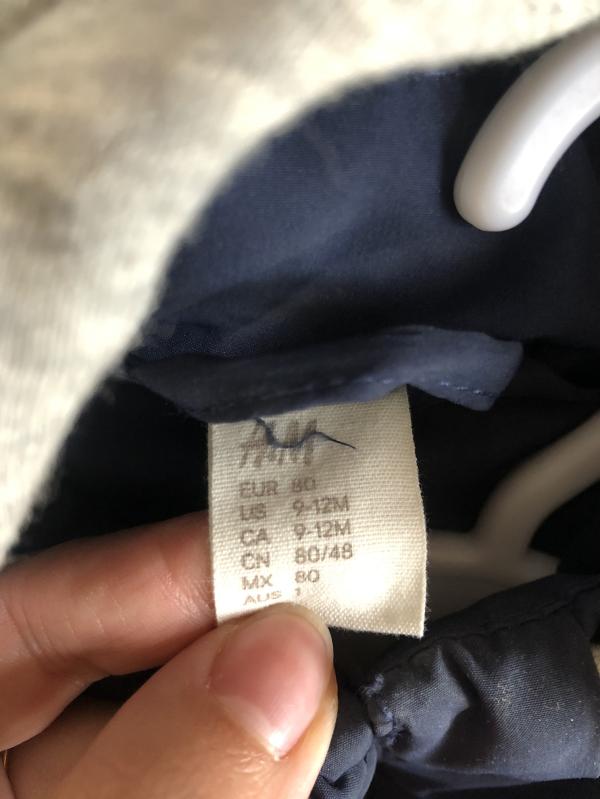 H&M
EUR 80
US 9-12M
CA 9-12M
CN 80/48
MX 80
AUS 1